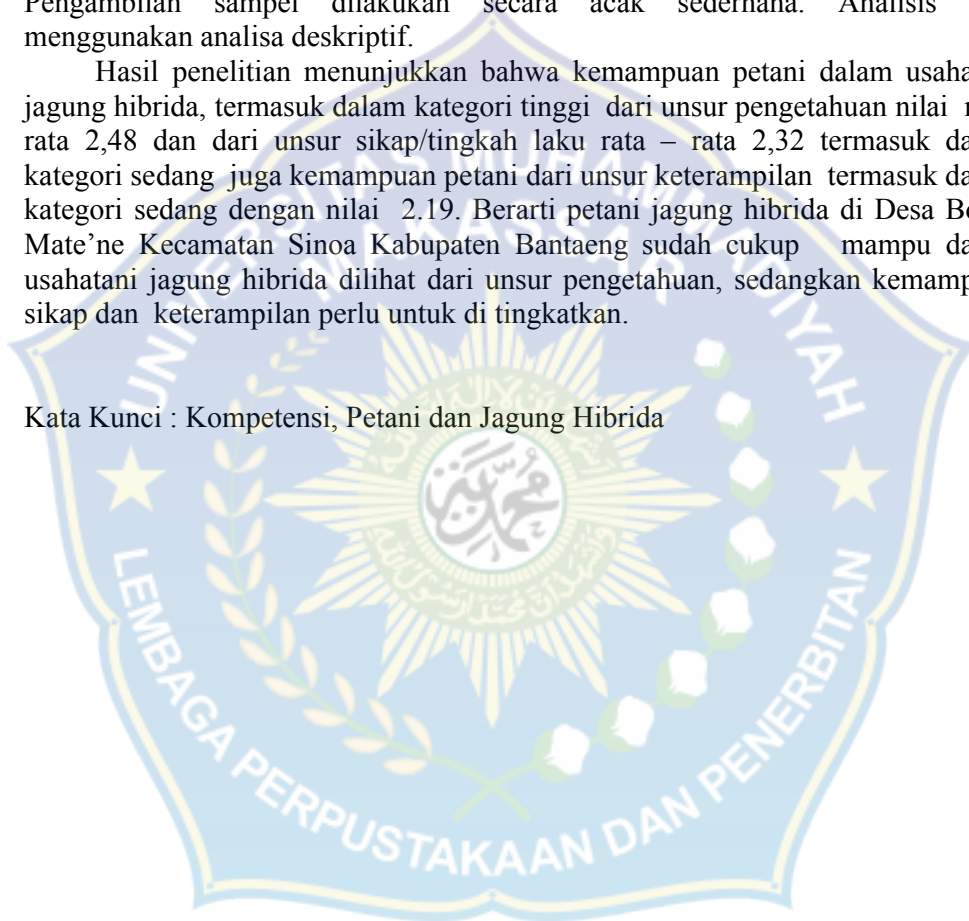 Pengambilan sampel dilakukan secara acak sederhana. Analisis
menggunakan analisa deskriptif.
Hasil penelitian menunjukkan bahwa kemampuan petani dalam
jagung hibrida, termasuk dalam kategori tinggi dari unsur pengetahuan nilai
rata 2,48 dan dari unsur sikap/tingkah laku rata – rata 2,32 termasuk
kategori sedang juga kemampuan petani dari unsur keterampilan termasuk
kategori sedang dengan nilai 2.19. Berarti petani jagung hibrida di Desa
Mate’ne Kecamatan Sinoa Kabupaten Bantaeng sudah cukup mampu
usahatani jagung hibrida dilihat dari unsur pengetahuan, sedangkan
sikap dan keterampilan perlu untuk di tingkatkan.
Kata Kunci : Kompetensi, Petani dan Jagung Hibrida
UNIVERSITAS MUHAMMADIYAH
MAKASSAR
محمد
LEMBAGA PERPUSTAKAAN DAN PENERBITAN